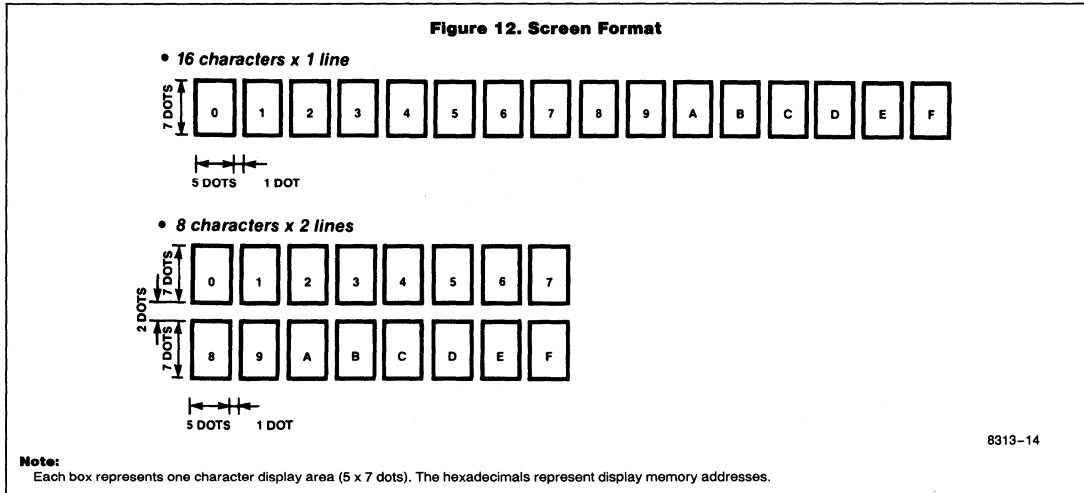 Figure 12. Screen Format
• 16 characters x 1 line
7 DOTS
0 1 2 3 4 5 6 7 8 9 A B C D E F
5 DOTS 1 DOT
• 8 characters x 2 lines
7 DOTS
0 1 2 3 4 5 6 7
2 DOTS
7 DOTS
8 9 A B C D E F
5 DOTS 1 DOT
8313-14
Note:
Each box represents one character display area (5 x 7 dots). The hexadecimals represent display memory addresses.